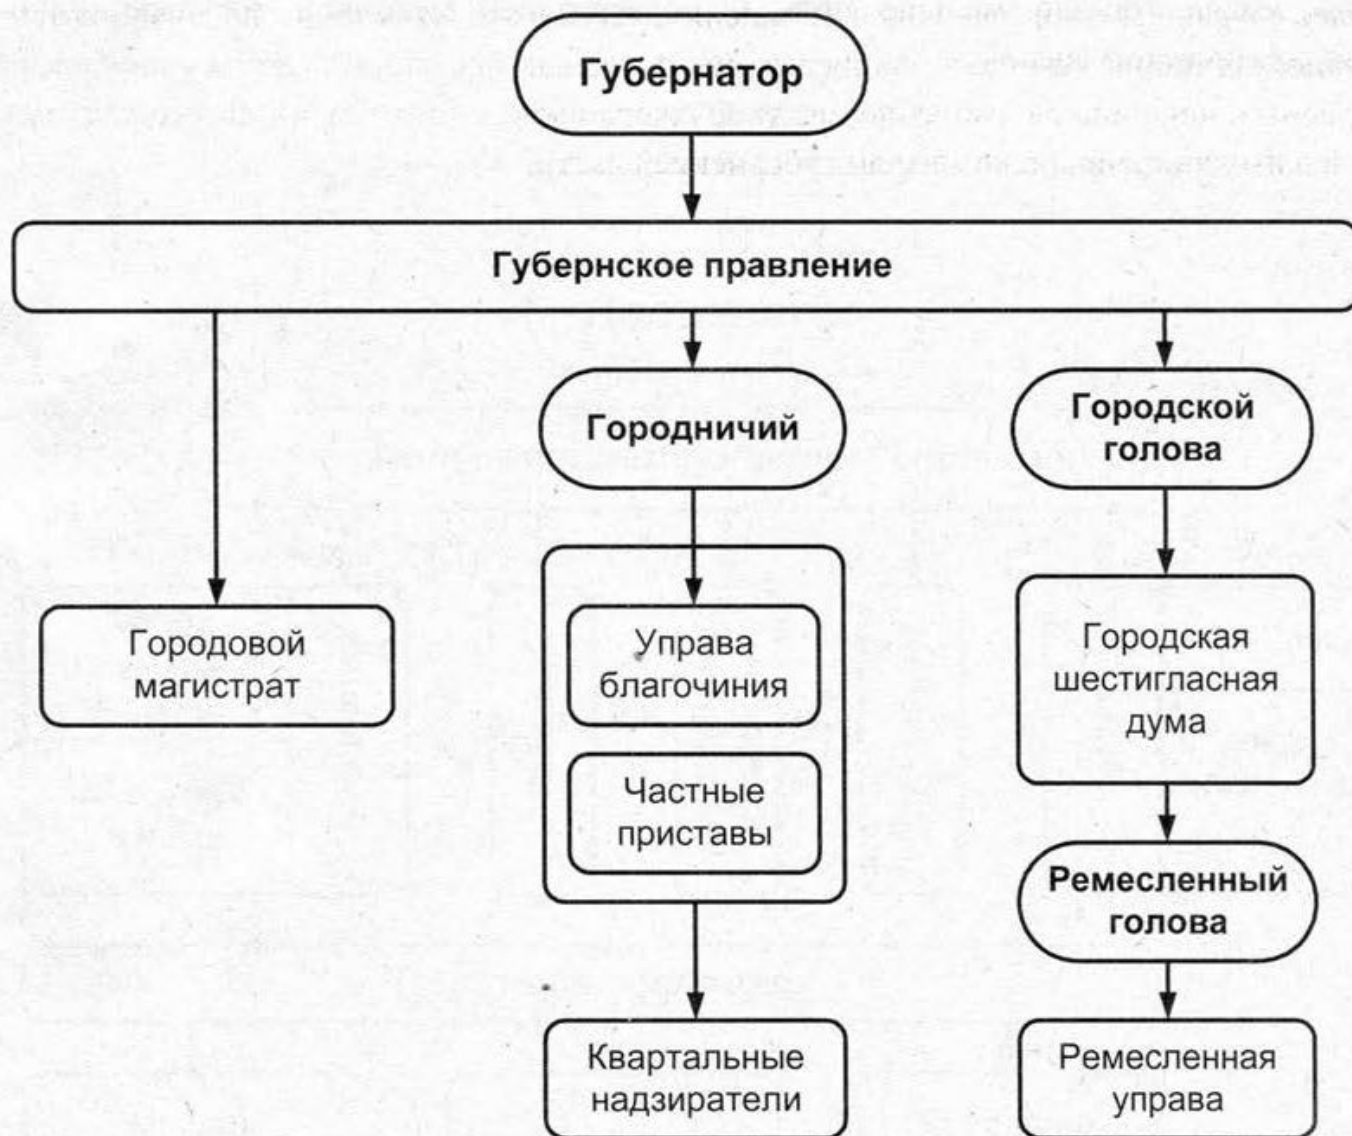 Губернатор
Губернское правление
Городничий
Городской
голова
Городовой
магистрат
Управа
благочиния
Городская
шестигласная
дума
Частные
приставы
Ремесленный
голова
Квартальные
надзиратели
Ремесленная
управа